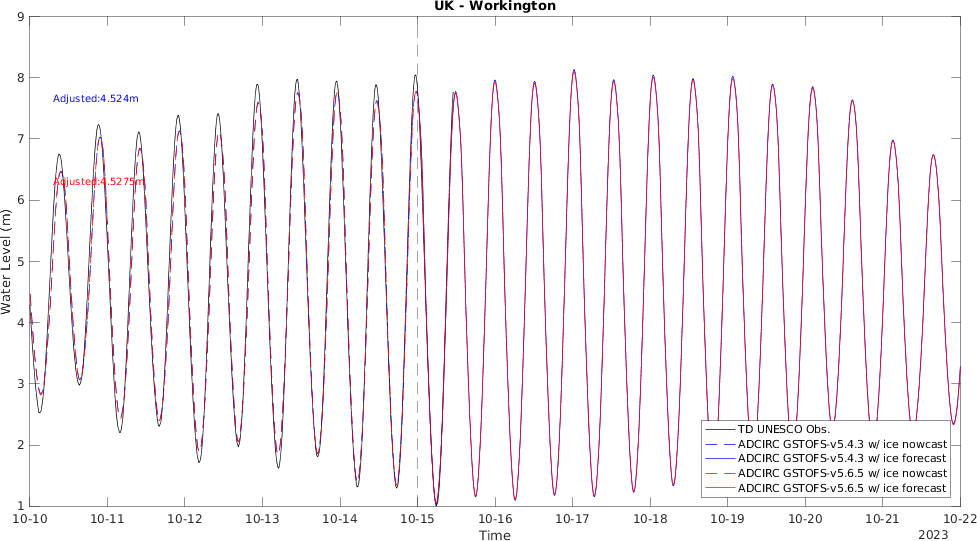 UK - Workington
9
8
7
6
5
4
3
2
1
Water Level (m)
Adjusted:4.524m
Adjusted:4.5275m
TD UNESCO Obs.
ADCIRC GSTOFS-v5.4.3 w/ ice nowcast
ADCIRC GSTOFS-v5.4.3 w/ ice forecast
ADCIRC GSTOFS-v5.6.5 w/ ice nowcast
ADCIRC GSTOFS-v5.6.5 w/ ice forecast
10-10 10-11 10-12 10-13 10-14 10-15 10-16 10-17 10-18 10-19 10-20 10-21 10-22
Time
2023